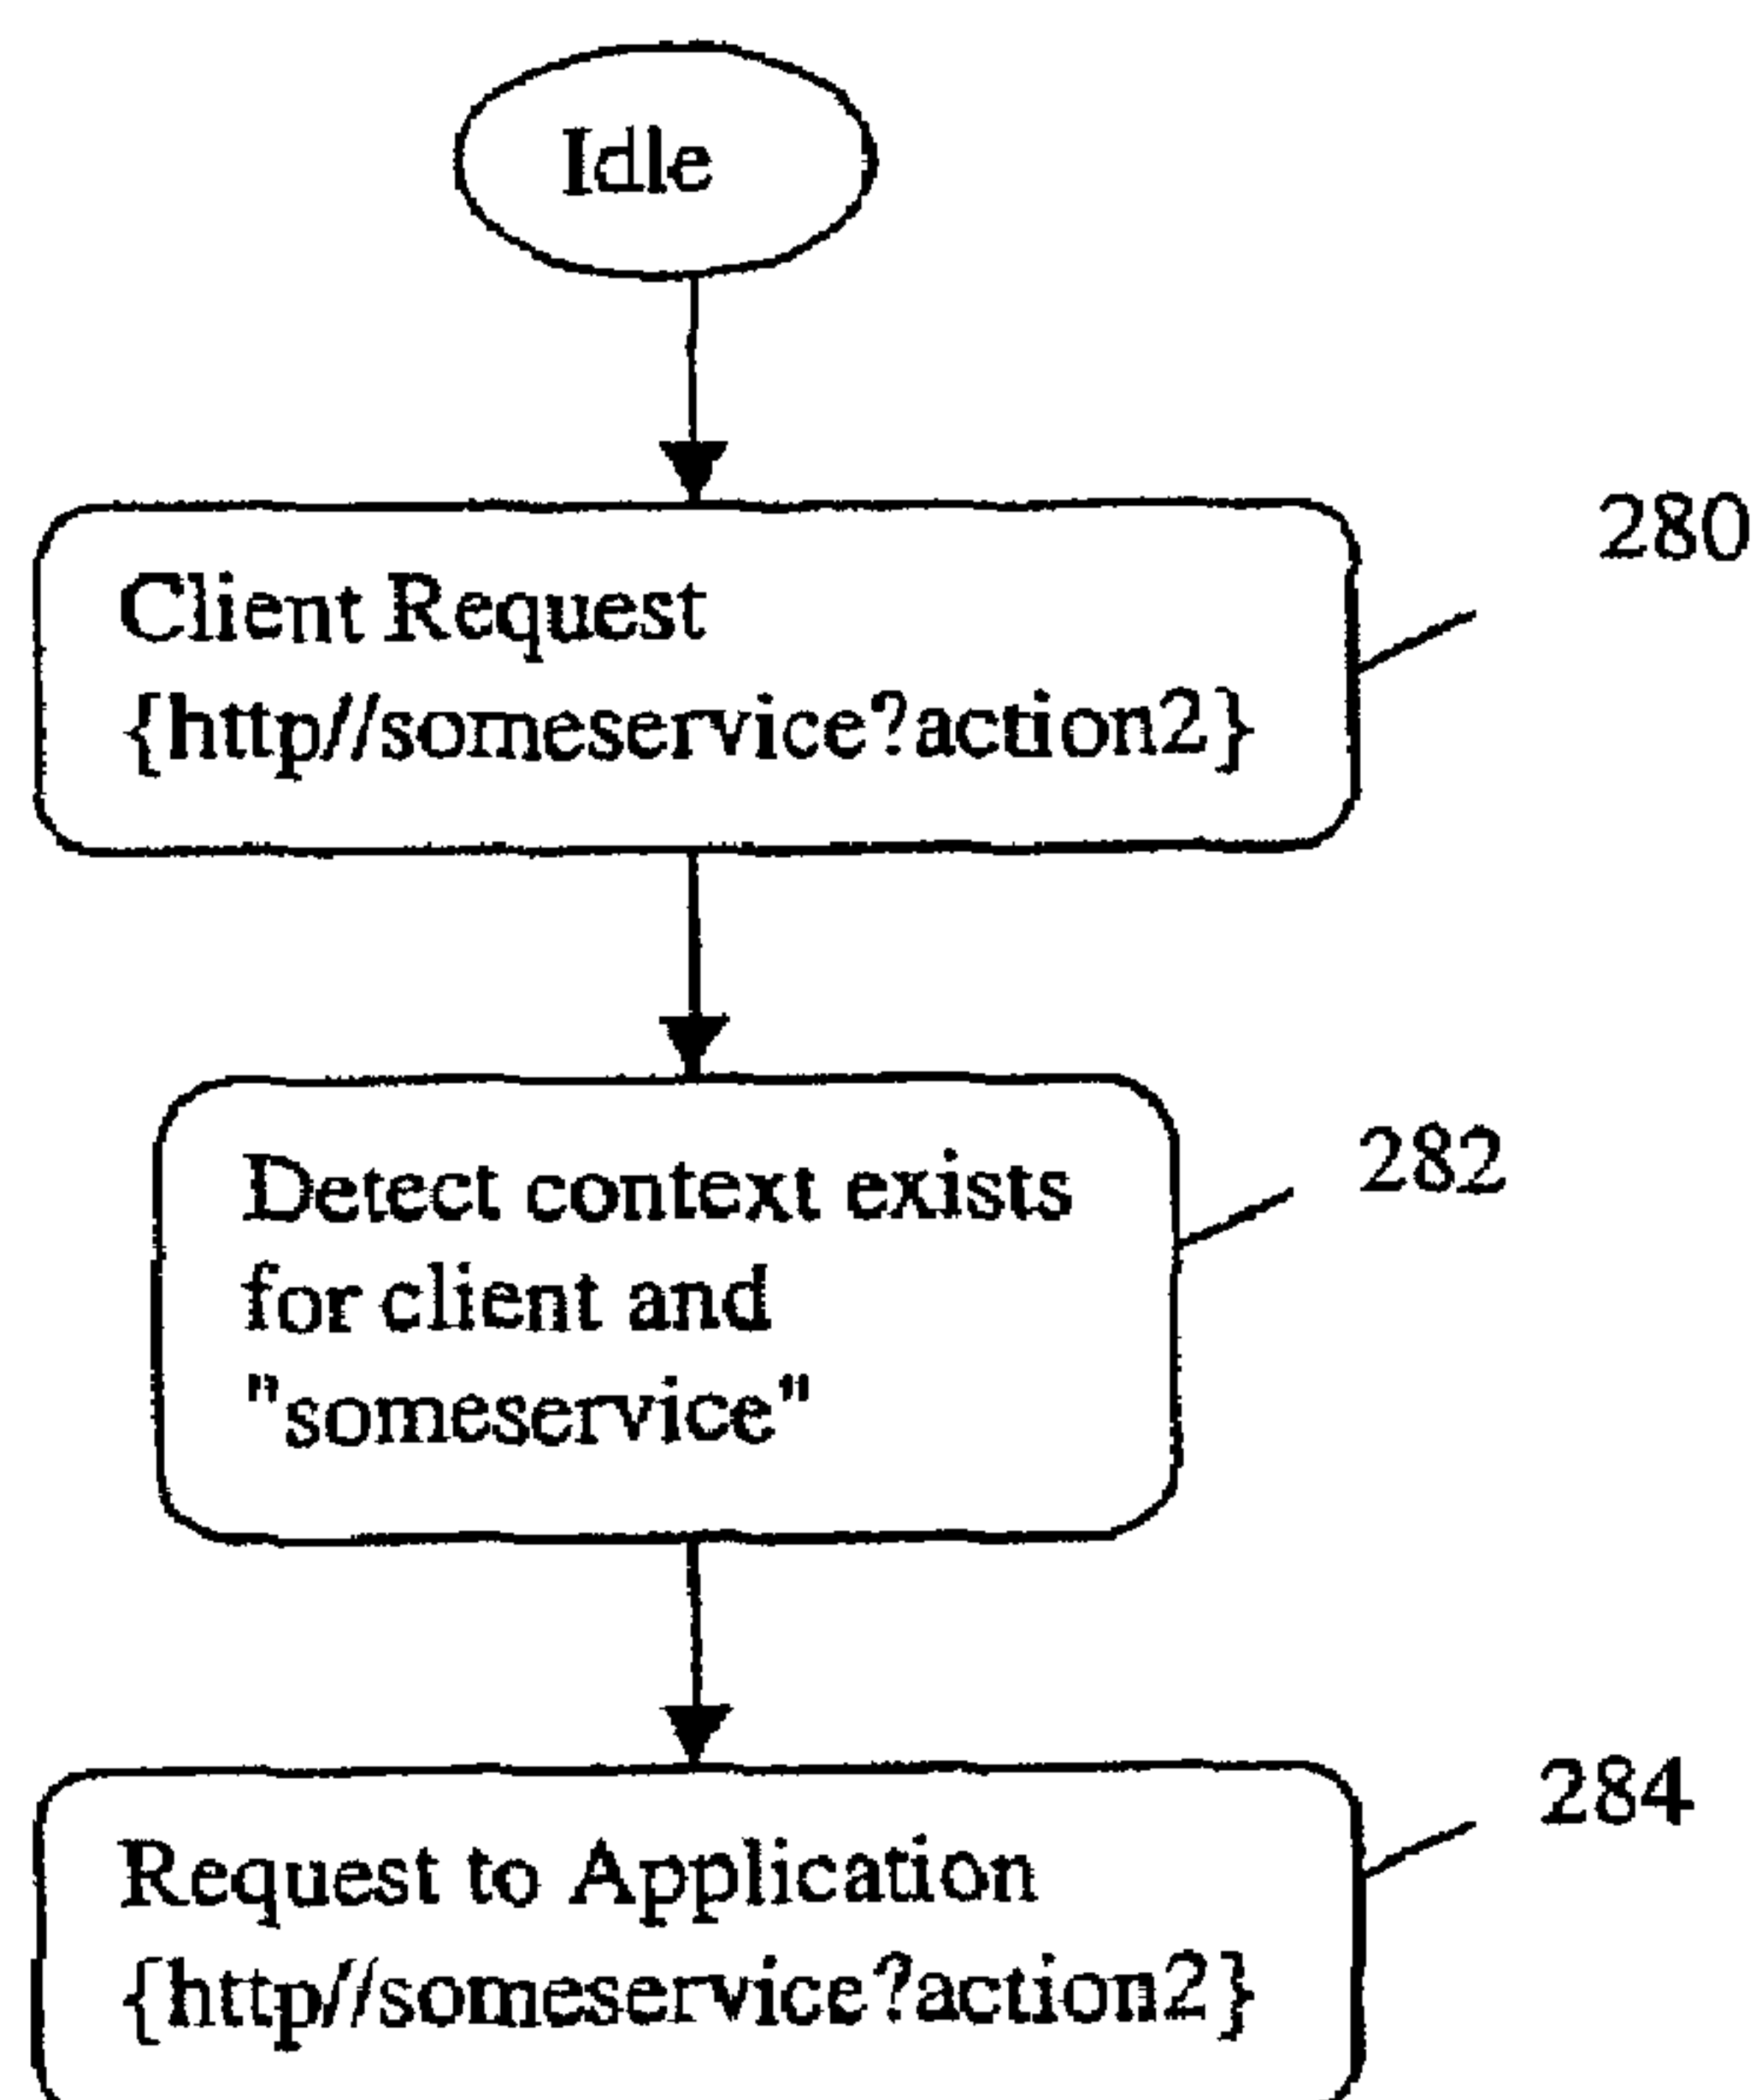 Idle
280
Client Request
{http//someservice?action2}
282
Detect context exists
for client and
"someservice"
284
Request to Application
{http//someservice?action2}